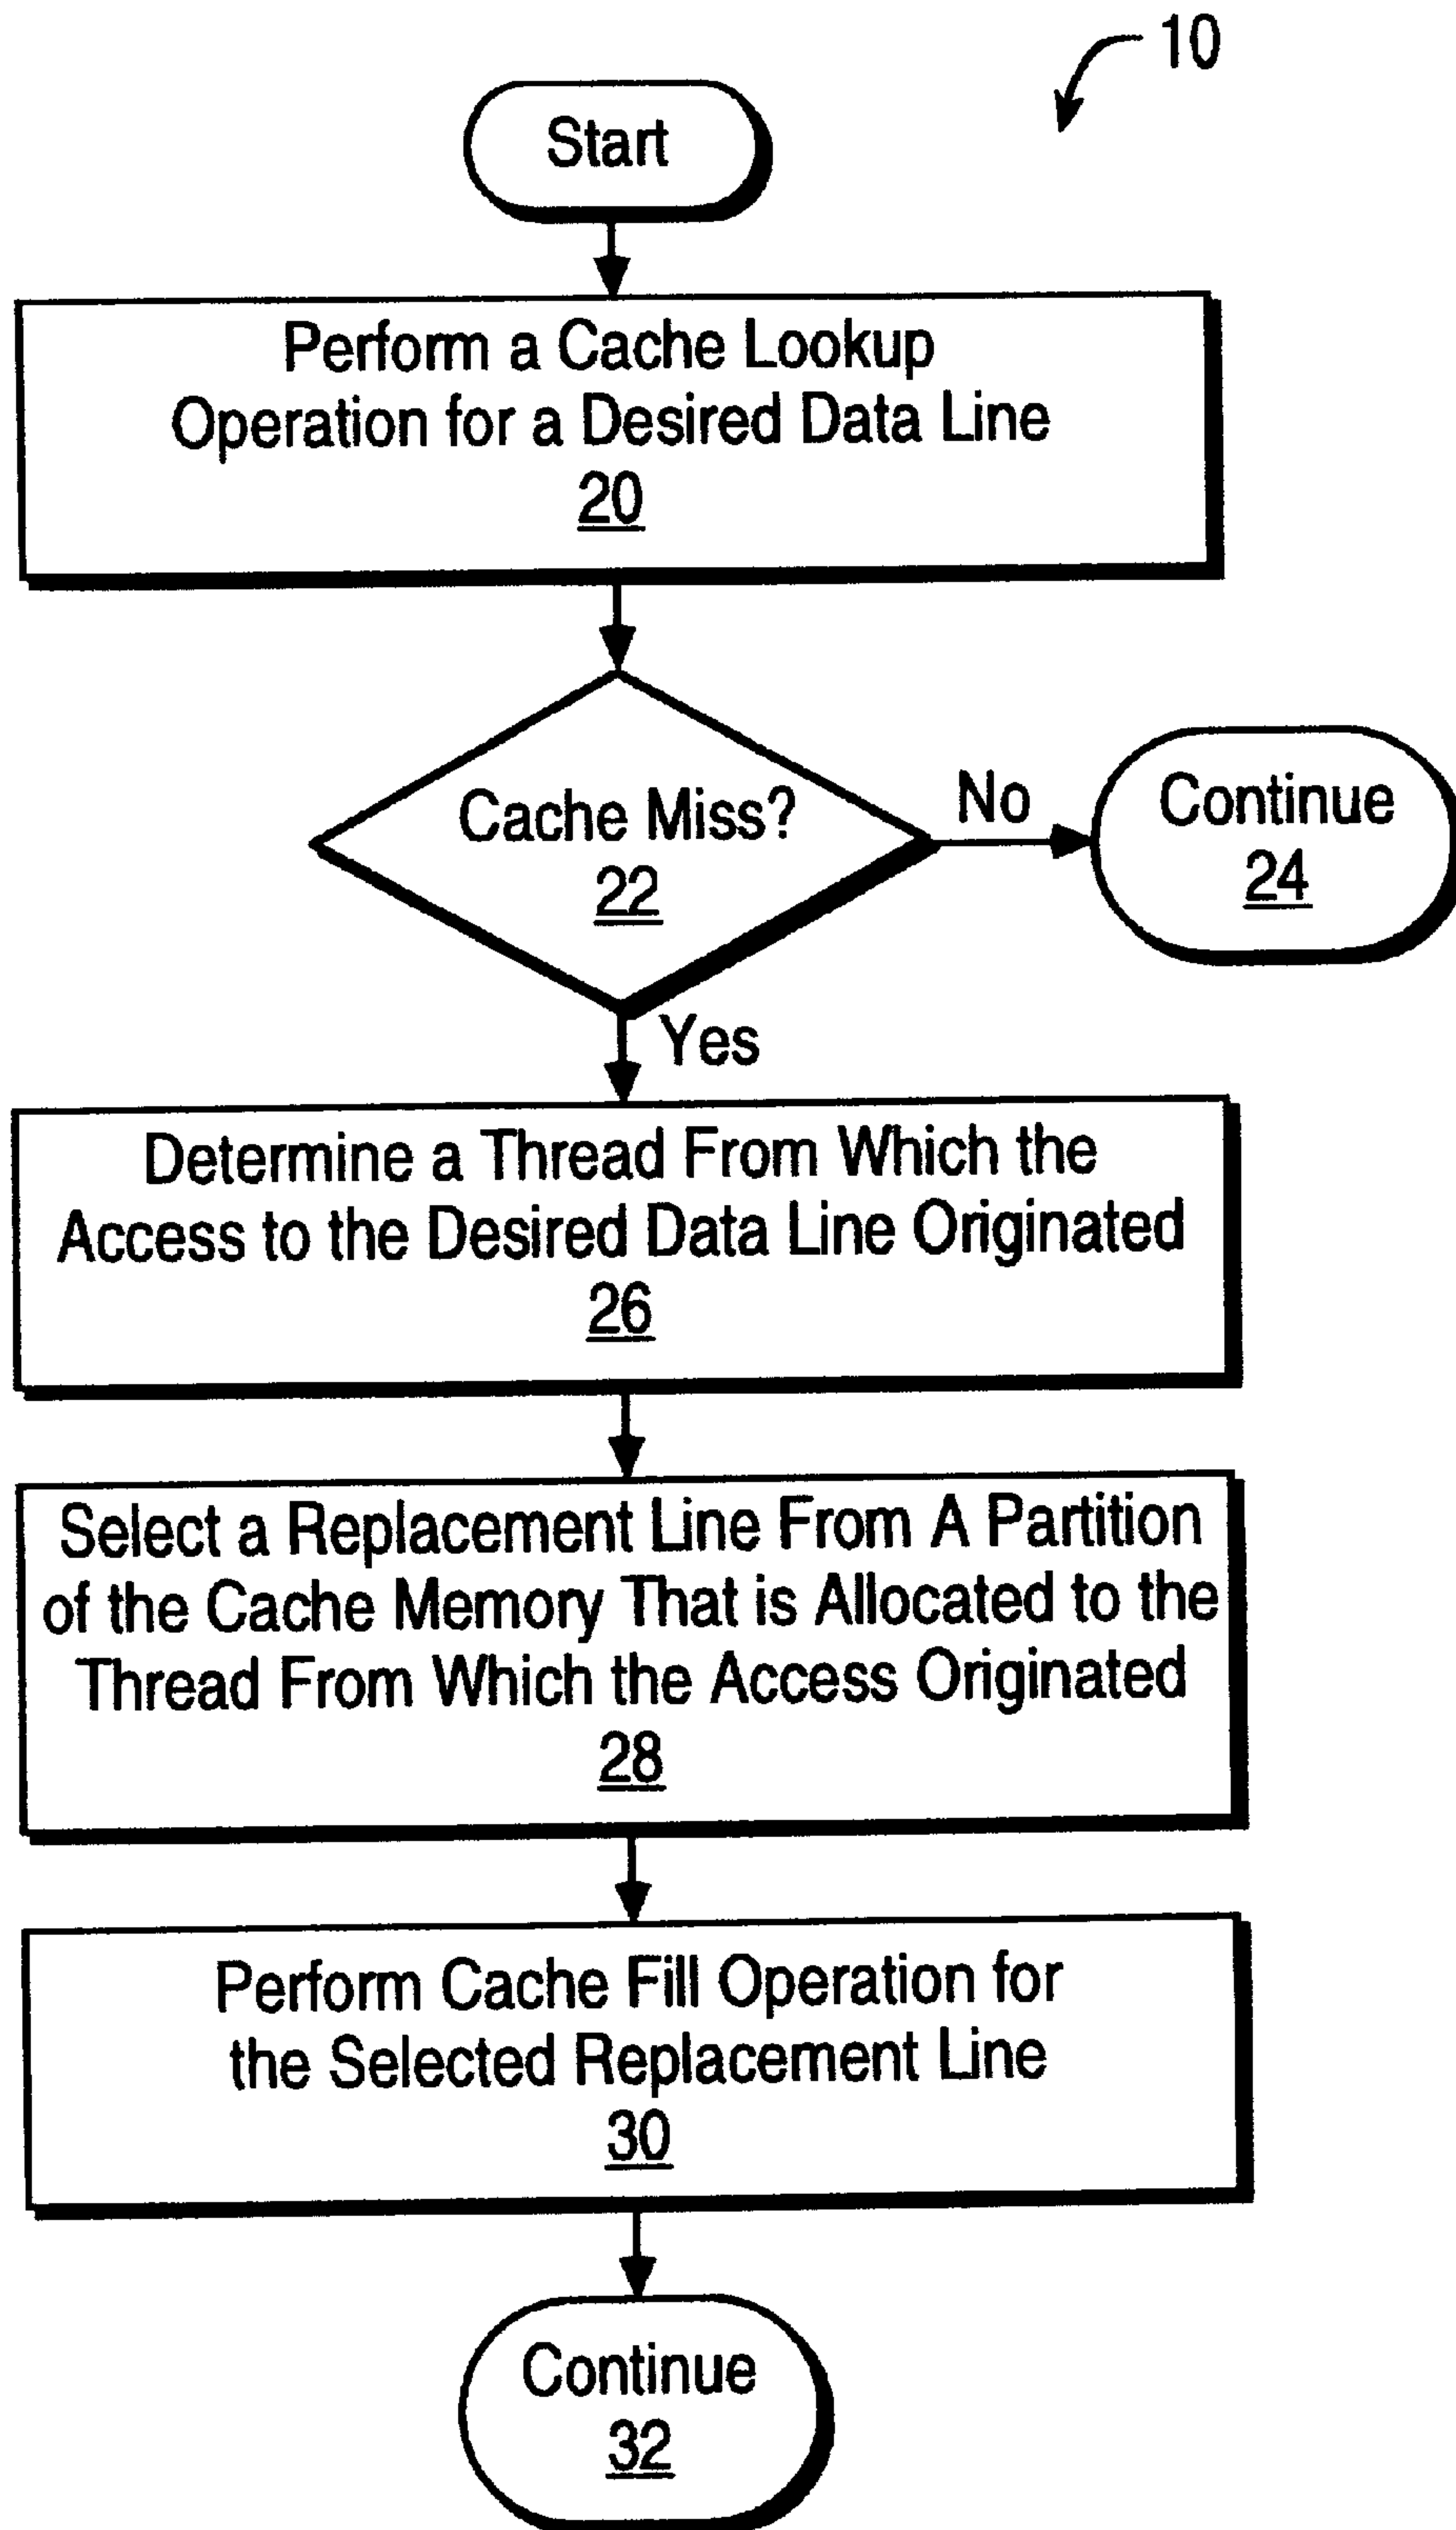 10
Start
Perform a Cache Lookup
Operation for a Desired Data Line
20
Cache Miss?
22
No
Continue
24
Yes
Determine a Thread From Which the
Access to the Desired Data Line Originated
26
Select a Replacement Line From A Partition
of the Cache Memory That is Allocated to the
Thread From Which the Access Originated
28
Perform Cache Fill Operation for
the Selected Replacement Line
30
Continue
32